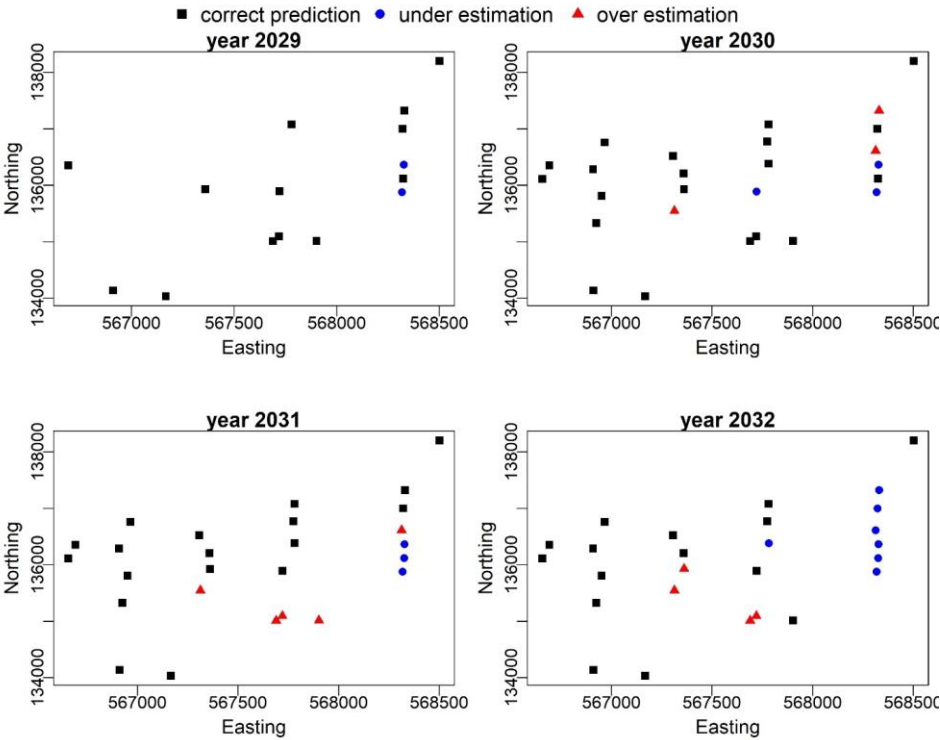 correct prediction under estimation over estimation
year 2029
138000
136000
134000
Northing
567000 567500 568000 568500
Easting
year 2030
138000
136000
134000
Northing
567000 567500 568000 568500
Easting
year 2031
138000
136000
134000
Northing
567000 567500 568000 568500
Easting
year 2032
138000
136000
134000
Northing
567000 567500 568000 568500
Easting